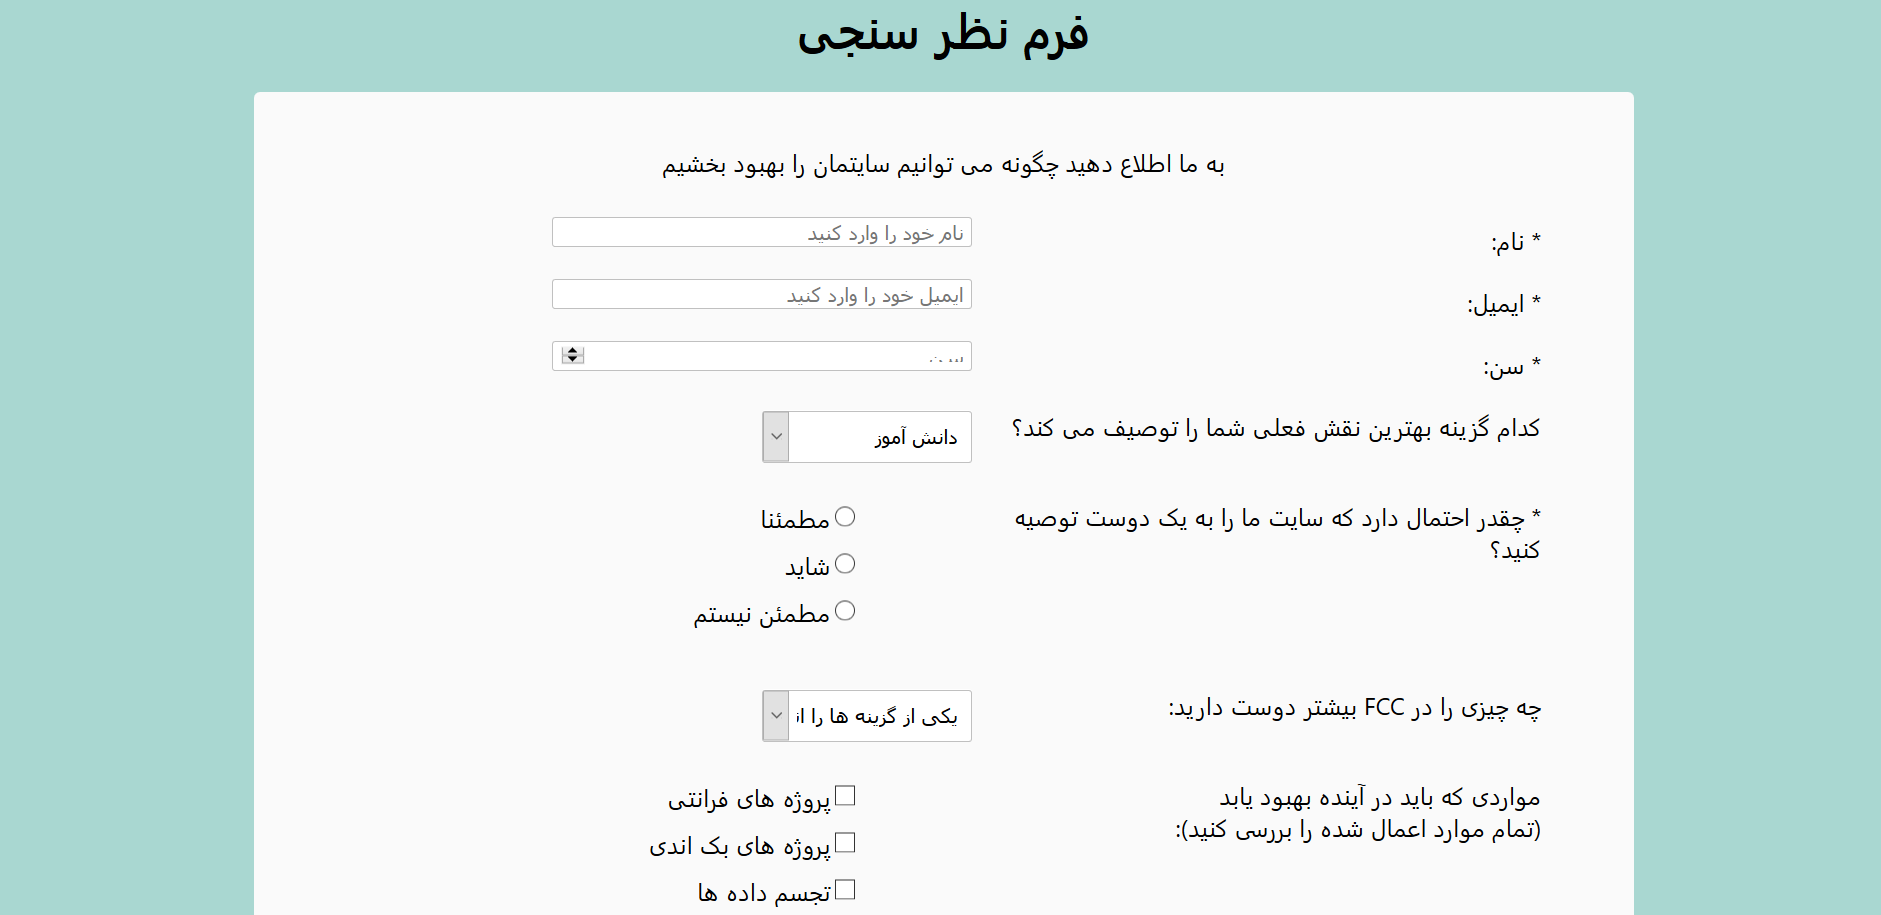 فرم نظر سنجی
به ما اطلاع دهید چگونه می توانیم سایتمان را بهبود بخشیم
* نام:
نام خود را وارد کنید
* ایمیل:
ایمیل خود را وارد کنید
* سن:
سن
کدام گزینه بهترین نقش فعلی شما را توصیف می کند؟
دانش آموز
* چقدر احتمال دارد که سایت ما را به یک دوست توصیه
کنید؟
مطمئنا
شاید
مطمئن نیستم
چه چیزی را در FCC بیشتر دوست دارید:
یکی از گزینه ها را
مواردی که باید در آینده بهبود یابد
(تمام موارد اعمال شده را بررسی کنید):
پروژه های فرانتی
پروژه های بک اندی
تجسم داده ها